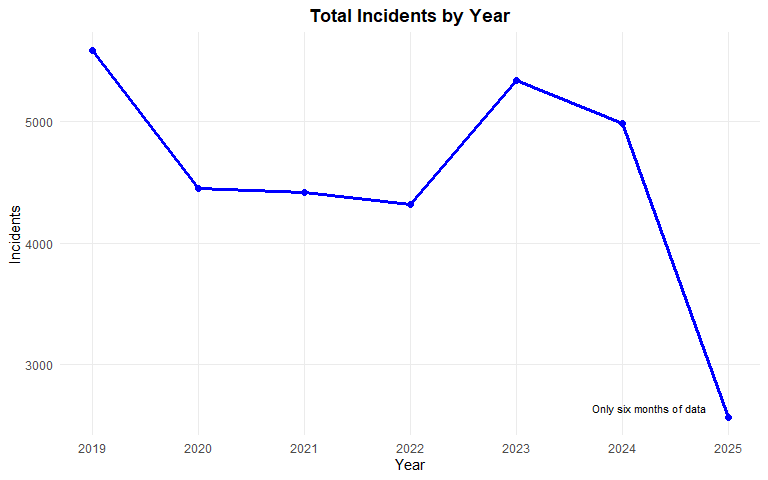 Total Incidents by Year
5000
4000
3000
Incidents
Only six months of data
2019 2020 2021 2022 2023 2024 2025
Year